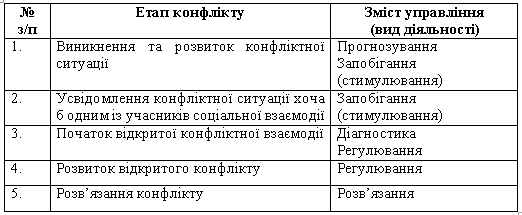 № Етап конфлікту Зміст управління
з/п (вид діяльності)
1. Виникнення та розвиток конфліктної Прогнозування
ситуації Запобігання
(стимулювання)
2. Усвідомлення конфліктної ситуації хоча Запобігання
б одним із учасників соціальної взаємодії (стимулювання)
3. Початок відкритої конфліктної взаємодії Діагностика
Регулювання
4. Розвиток відкритого конфлікту Регулювання
5. Розв’язання конфлікту Розв’язання